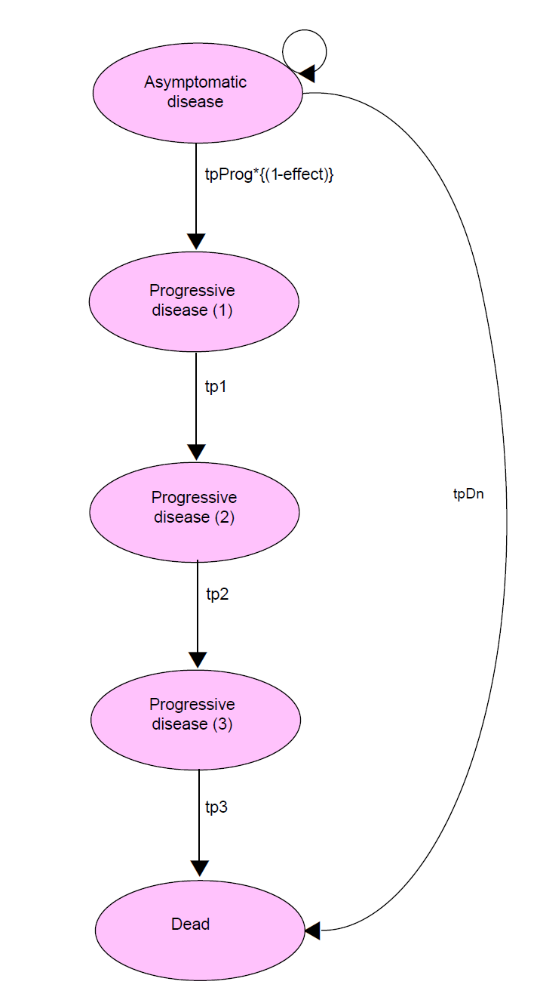 Asymptomatic
disease
tpProg*{(1-effect)}
Progressive
disease (1)
tp1
Progressive
disease (2)
tpDn
tp2
Progressive
disease (3)
tp3
Dead